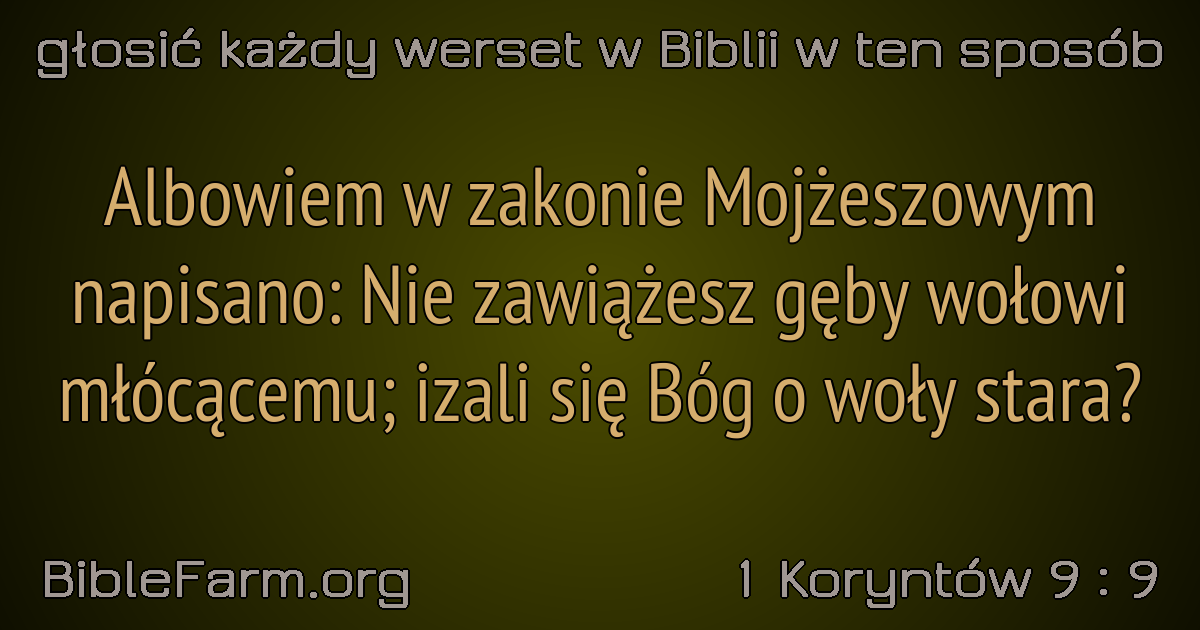 głosić każdy werset w Biblii w ten sposób
Albowiem w zakonie Mojżeszowym
napisano: Nie zawiążesz gęby wołowi
młócącemu; izali się Bóg o woły stara?
BibleFarm.org
1 Koryntów 9 : 9